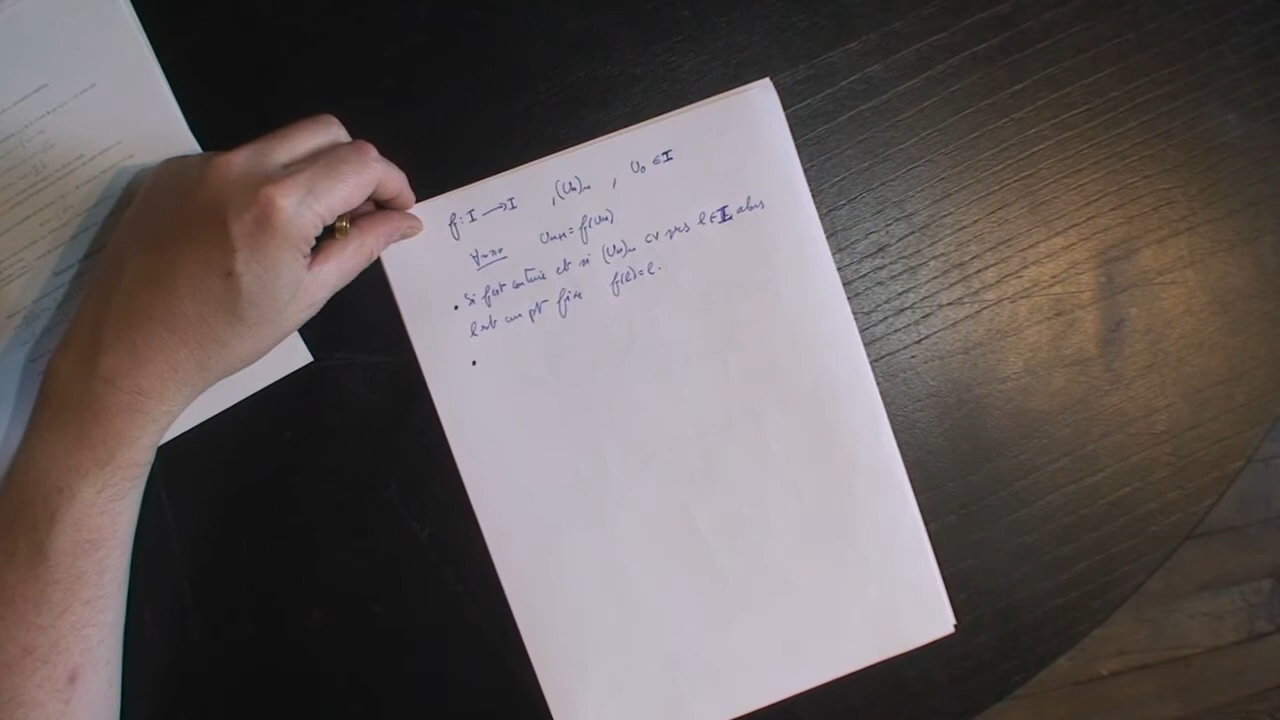 f : I → I , (Un)n , U0 ∈ I
∀n≥0 Un+1 = f(Un)
• Si f est continue et si (Un)n cv vers l ∈ I alors
l est un pt fixe f(l)=l.
•